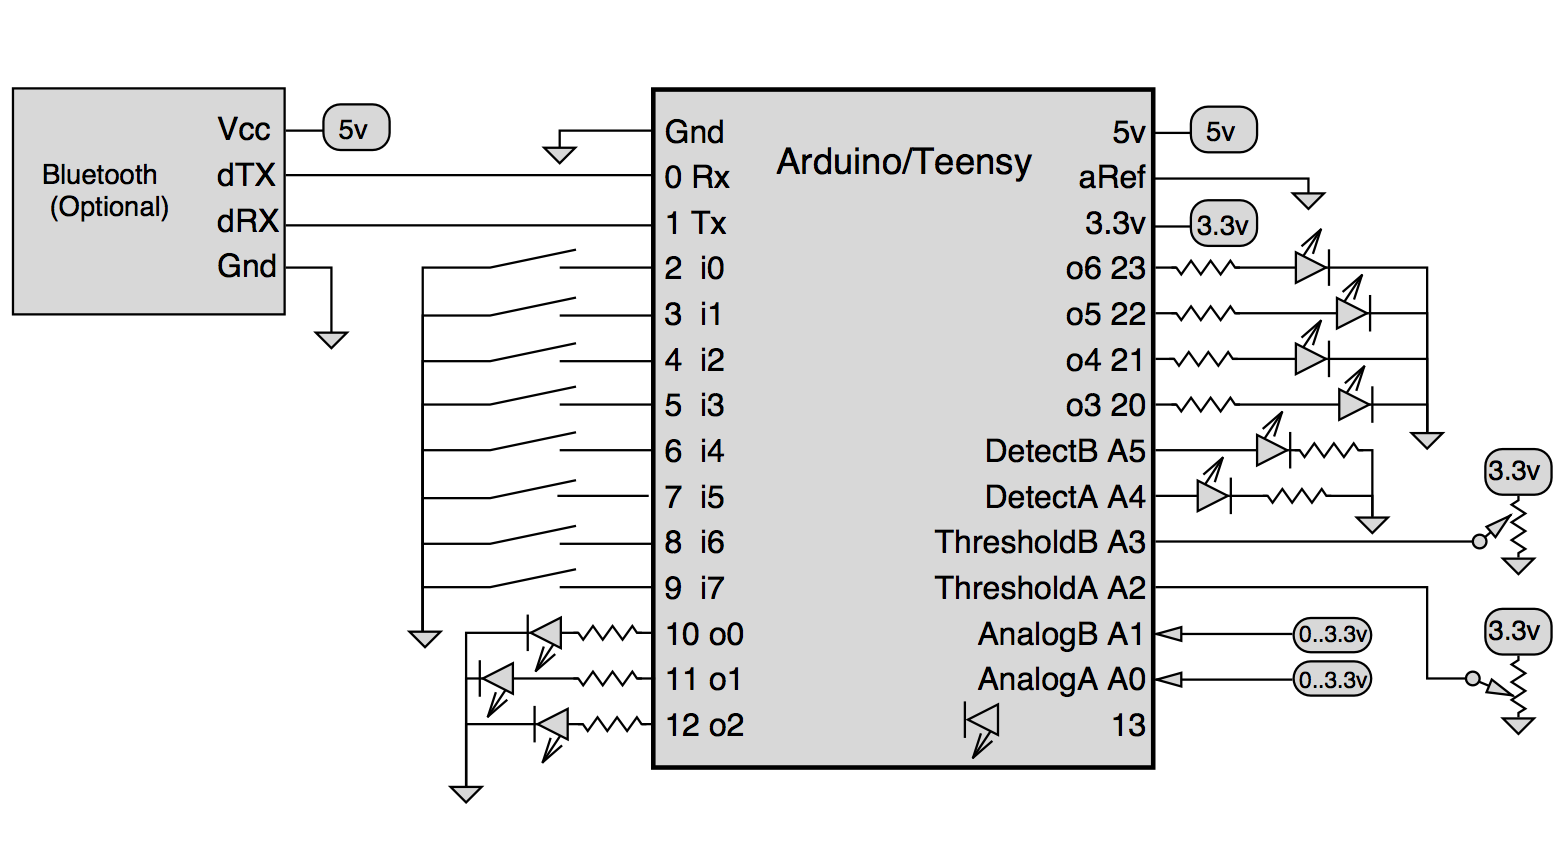 Bluetooth
(Optional)
Vcc
dTX
dRX
Gnd
5v
Arduino/Teensy
Gnd
0 Rx
1 Tx
2 i0
3 i1
4 i2
5 i3
6 i4
7 i5
8 i6
9 i7
10 o0
11 o1
12 o2
5v
aRef
3.3v
o6 23
o5 22
o4 21
o3 20
DetectB A5
DetectA A4
ThresholdB A3
ThresholdA A2
AnalogB A1
AnalogA A0
13
5v
3.3v
3.3v
3.3v
0..3.3v
0..3.3v